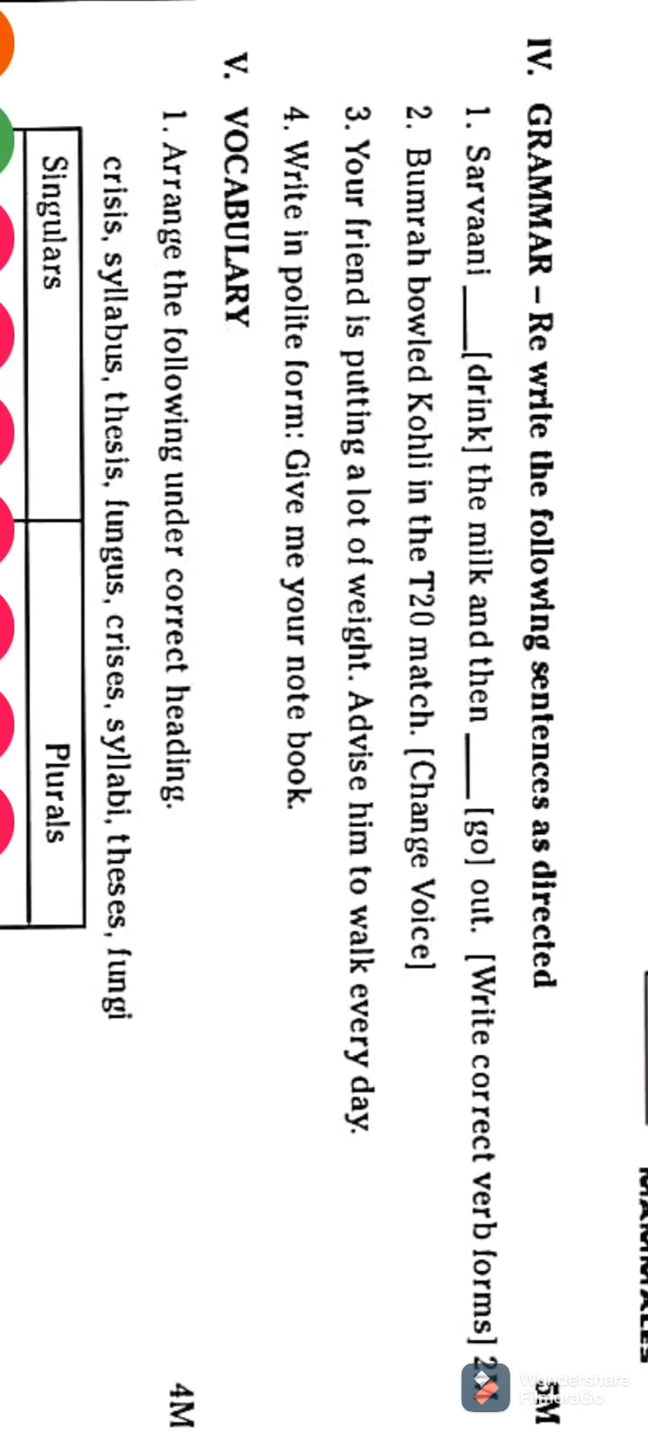 IV. GRAMMAR – Re write the following sentences as directed 5M
1. Sarvaani ___[drink] the milk and then ___ [go] out. [Write correct verb forms]
2. Bumrah bowled Kohli in the T20 match. [Change Voice]
3. Your friend is putting a lot of weight. Advise him to walk every day.
4. Write in polite form: Give me your note book.
V. VOCABULARY
1. Arrange the following under correct heading. 4M
crisis, syllabus, thesis, fungus, crises, syllabi, theses, fungi
Singulars Plurals
Wondershare
FilmoraGo